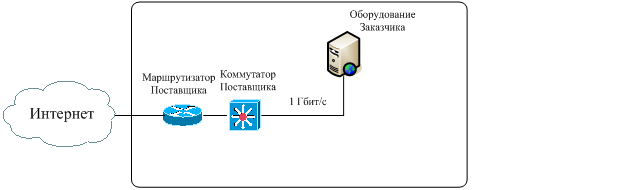 Оборудование
Заказчика
Маршрутизатор
Поставщика
Коммутатор
Поставщика
Интернет
1 Гбит/с